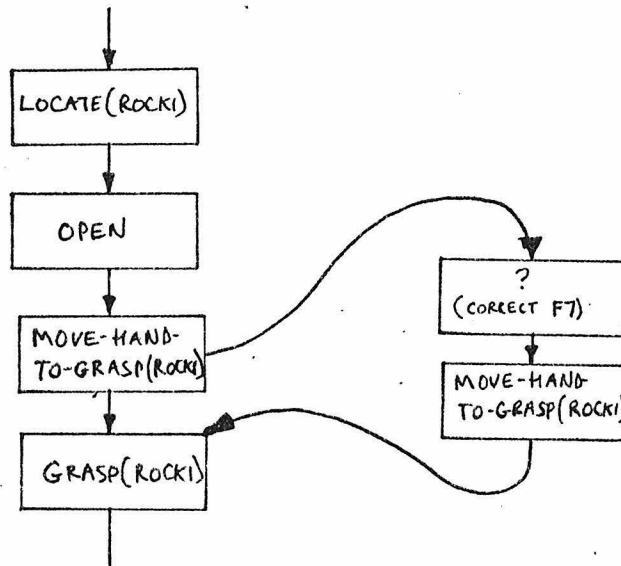 LOCATE(ROCK1)
OPEN
MOVE-HAND-
TO-GRASP(ROCK1)
GRASP(ROCK1)
?
(CORRECT F7)
MOVE-HAND-
TO-GRASP(ROCK1)